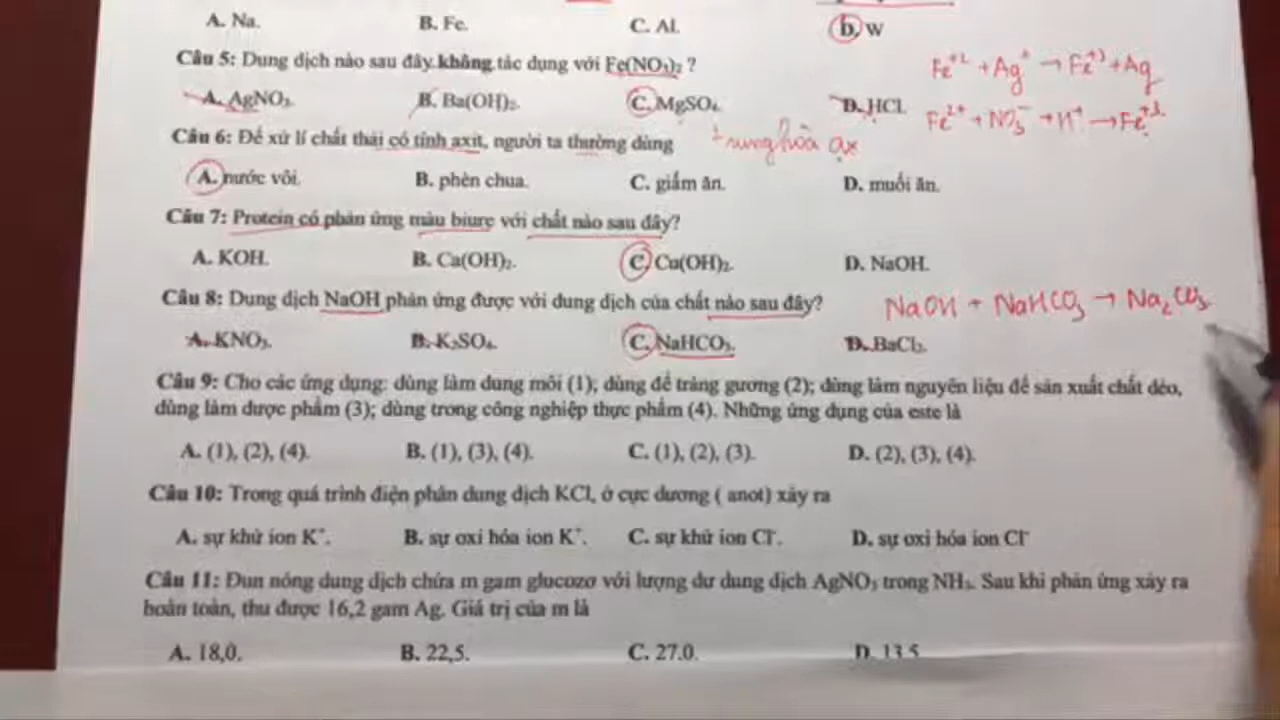 A. Na. B. Fe. C. Al. D. W
Câu 5: Dung dịch nào sau đây không tác dụng với Fe(NO₃)₂ ? Fe⁺² + Ag⁺ → Fe⁺³ + Ag
A. AgNO₃. B. Ba(OH)₂. C. MgSO₄. D. HCl. Fe²⁺ + NO₃⁻ + H⁺ → Fe⁺³.
Câu 6: Để xử lí chất thải có tính axit, người ta thường dùng trung hòa ax
A. nước vôi. B. phèn chua. C. giấm ăn. D. muối ăn.
Câu 7: Protein có phản ứng màu biure với chất nào sau đây?
A. KOH. B. Ca(OH)₂. C. Cu(OH)₂. D. NaOH.
Câu 8: Dung dịch NaOH phản ứng được với dung dịch của chất nào sau đây? NaOH + NaHCO₃ → Na₂CO₃
A. KNO₃. B. K₂SO₄. C. NaHCO₃. D. BaCl₂.
Câu 9: Cho các ứng dụng: dùng làm dung môi (1); dùng để tráng gương (2); dùng làm nguyên liệu để sản xuất chất dẻo,
dùng làm dược phẩm (3); dùng trong công nghiệp thực phẩm (4). Những ứng dụng của este là
A. (1), (2), (4). B. (1), (3), (4). C. (1), (2), (3). D. (2), (3), (4).
Câu 10: Trong quá trình điện phân dung dịch KCl, ở cực dương ( anot) xảy ra
A. sự khử ion K⁺. B. sự oxi hóa ion K⁺. C. sự khử ion Cl⁻. D. sự oxi hóa ion Cl⁻
Câu 11: Đun nóng dung dịch chứa m gam glucozơ với lượng dư dung dịch AgNO₃ trong NH₃. Sau khi phản ứng xảy ra
hoàn toàn, thu được 16,2 gam Ag. Giá trị của m là
A. 18,0. B. 22,5. C. 27.0. D. 13.5